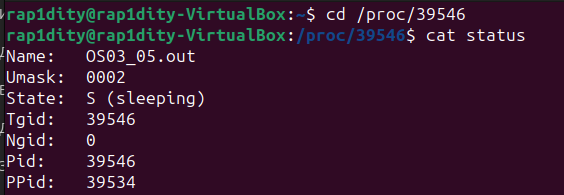 rap1dity@rap1dity-VirtualBox:~$ cd /proc/39546
rap1dity@rap1dity-VirtualBox:/proc/39546$ cat status
Name:   OS03_05.out
Umask:  0002
State:  S (sleeping)
Tgid:   39546
Ngid:   0
Pid:    39546
PPid:   39534